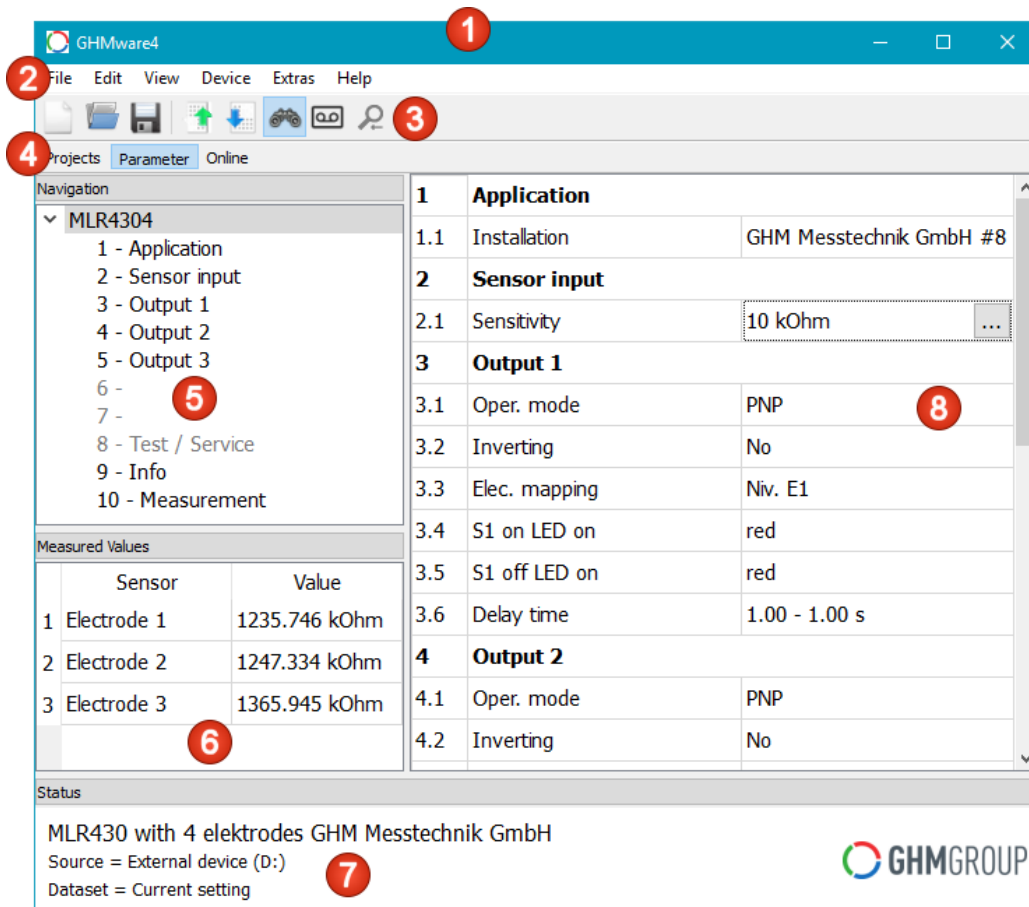 GHMware4
1
2
File Edit View Device Extras Help
3
4
Projects Parameter Online
Navigation
MLR4304
1 - Application
2 - Sensor input
3 - Output 1
4 - Output 2
5 - Output 3
6 -
7 -
5
8 - Test / Service
9 - Info
10 - Measurement
Measured Values
Sensor Value
1 Electrode 1 1235.746 kOhm
2 Electrode 2 1247.334 kOhm
3 Electrode 3 1365.945 kOhm
6
1 Application
1.1 Installation GHM Messtechnik GmbH #8
2 Sensor input
2.1 Sensitivity 10 kOhm ...
3 Output 1
3.1 Oper. mode PNP
8
3.2 Inverting No
3.3 Elec. mapping Niv. E1
3.4 S1 on LED on red
3.5 S1 off LED on red
3.6 Delay time 1.00 - 1.00 s
4 Output 2
4.1 Oper. mode PNP
4.2 Inverting No
Status
MLR430 with 4 elektrodes GHM Messtechnik GmbH
Source = External device (D:)
Dataset = Current setting
7
GHMGROUP